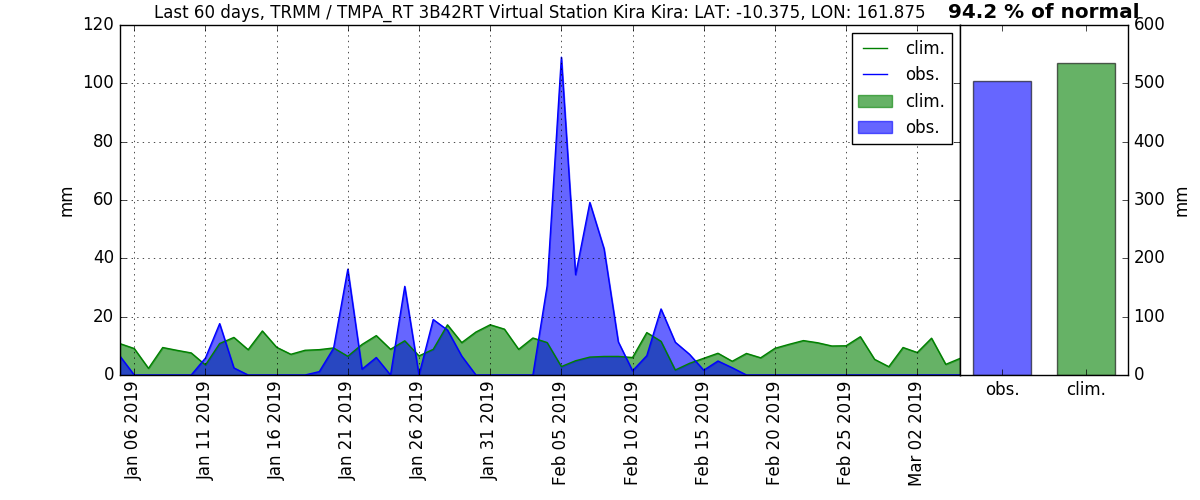 Last 60 days, TRMM / TMPA_RT 3B42RT Virtual Station Kira Kira: LAT: -10.375, LON: 161.875
94.2 % of normal
120
100
80
60
40
20
0
mm
clim.
obs.
clim.
obs.
600
500
400
300
200
100
0
mm
obs.
clim.
Jan 06 2019
Jan 11 2019
Jan 16 2019
Jan 21 2019
Jan 26 2019
Jan 31 2019
Feb 05 2019
Feb 10 2019
Feb 15 2019
Feb 20 2019
Feb 25 2019
Mar 02 2019